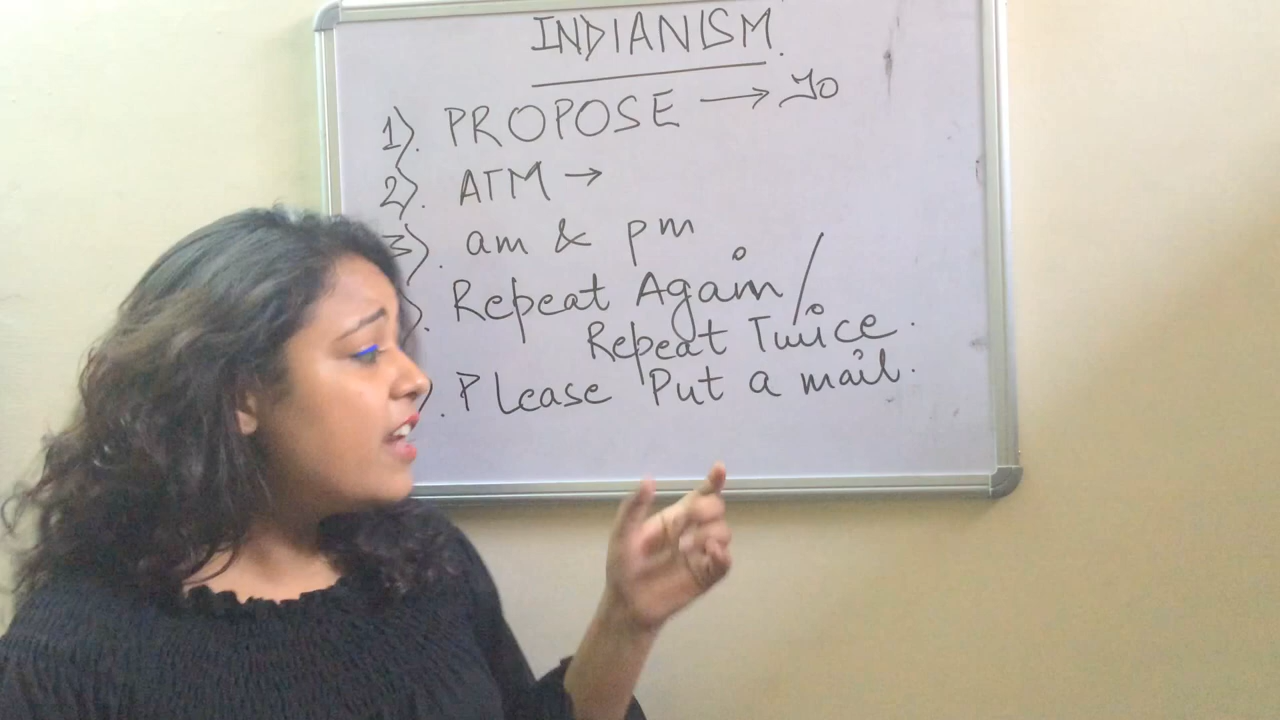 INDIANISM.
1). PROPOSE → To
2). ATM →
3). am & pm
). Repeat Again/
Repeat Twice.
). Please Put a mail.